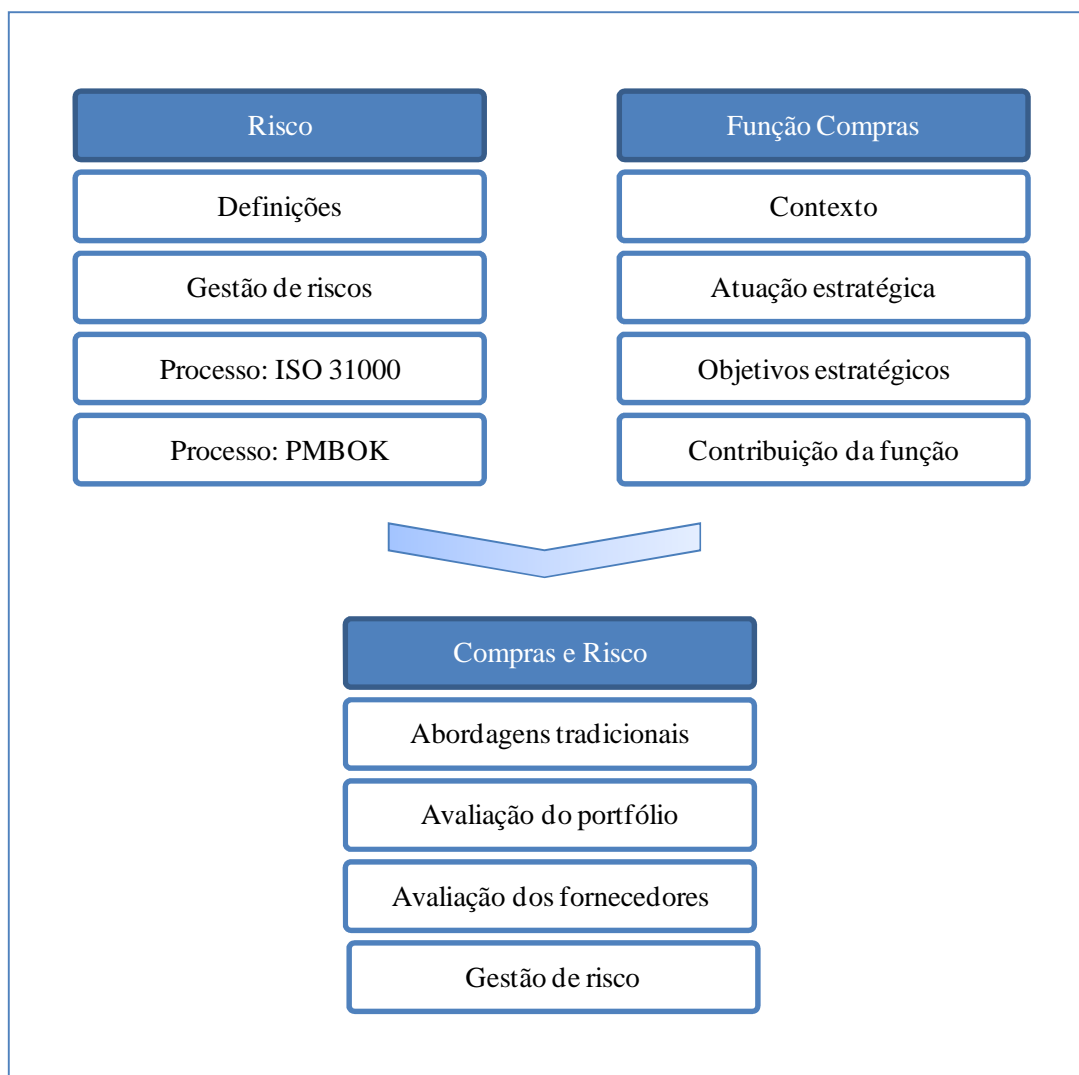 Risco
Definições
Gestão de riscos
Processo: ISO 31000
Processo: PMBOK
Função Compras
Contexto
Atuação estratégica
Objetivos estratégicos
Contribuição da função
Compras e Risco
Abordagens tradicionais
Avaliação do portfólio
Avaliação dos fornecedores
Gestão de risco